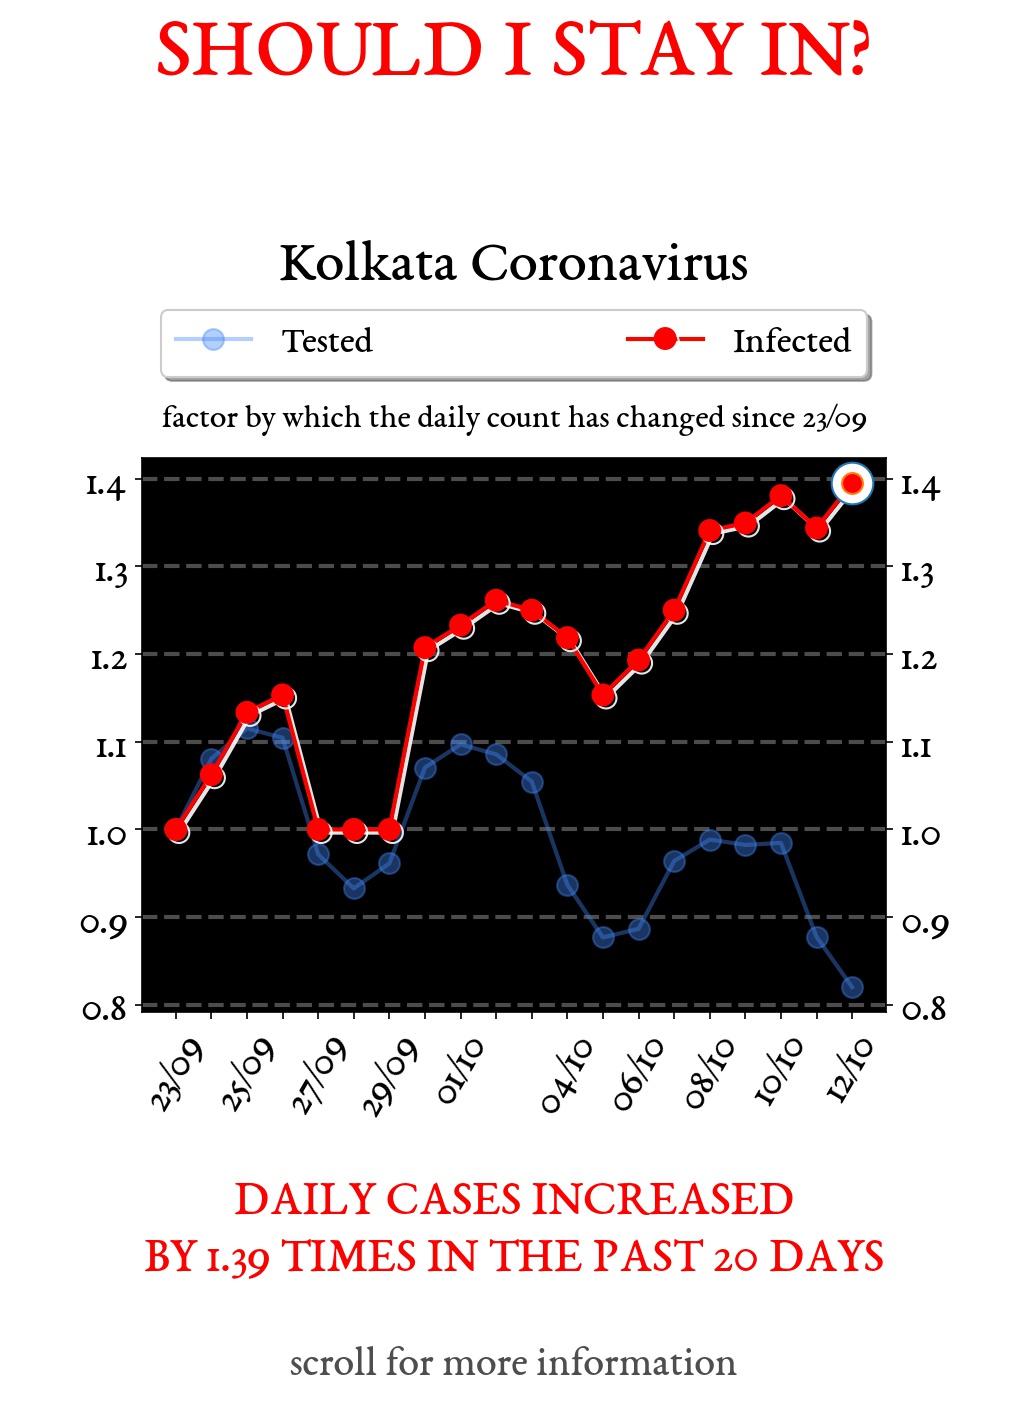 SHOULD I STAY IN?
Kolkata Coronavirus
Tested Infected
factor by which the daily count has changed since 23/09
1.4 1.4
1.3 1.3
1.2 1.2
1.1 1.1
1.0 1.0
0.9 0.9
0.8 0.8
23/09 25/09 27/09 29/09 01/10 04/10 06/10 08/10 10/10 12/10
DAILY CASES INCREASED
BY 1.39 TIMES IN THE PAST 20 DAYS
scroll for more information